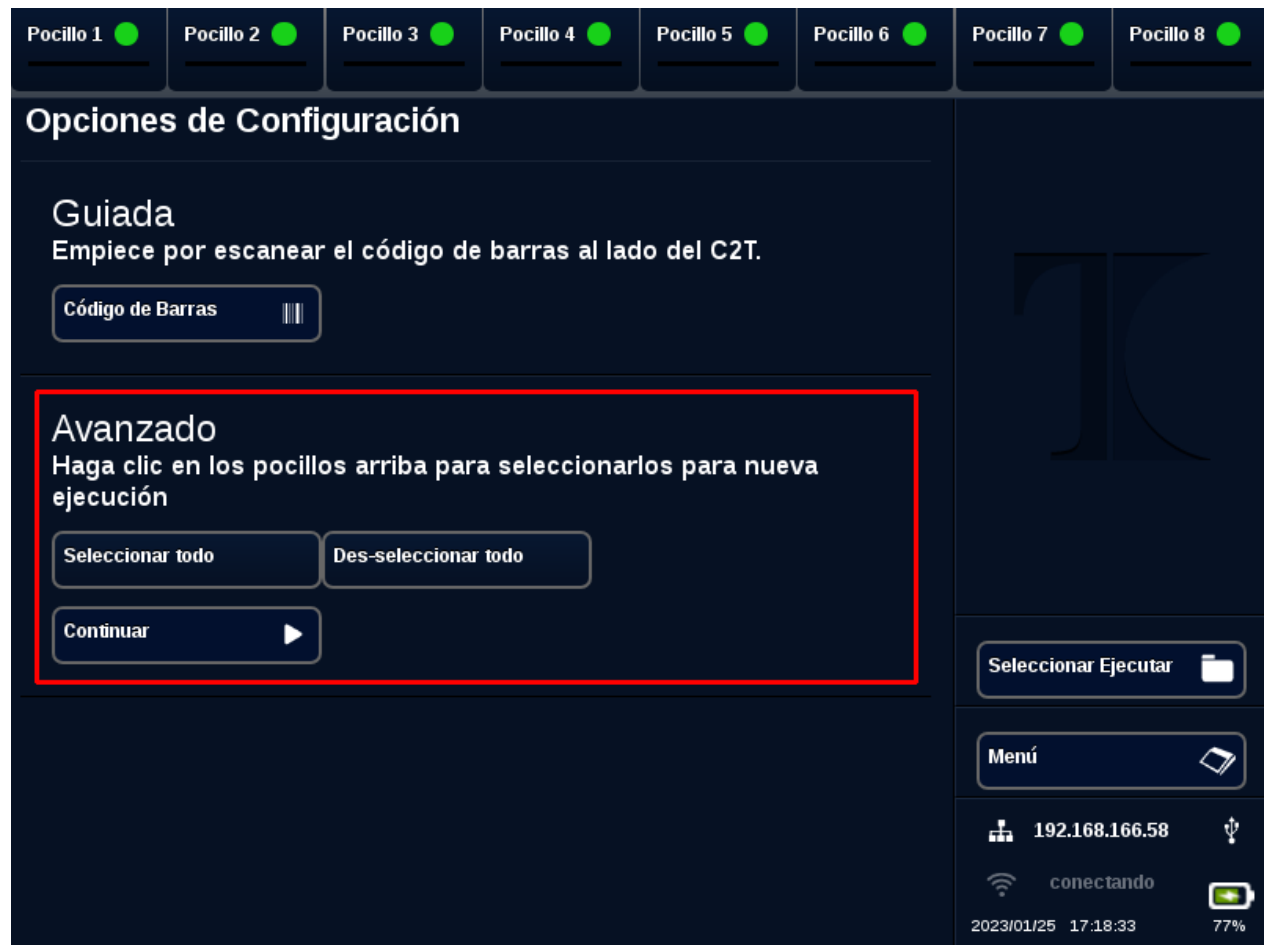 Pocillo 1 Pocillo 2 Pocillo 3 Pocillo 4 Pocillo 5 Pocillo 6 Pocillo 7 Pocillo 8
Opciones de Configuración
Guiada
Empiece por escanear el código de barras al lado del C2T.
Código de Barras
Avanzado
Haga clic en los pocillos arriba para seleccionarlos para nueva
ejecución
Seleccionar todo Des-seleccionar todo
Continuar
TC
Seleccionar Ejecutar
Menú
192.168.166.58
conectando
2023/01/25 17:18:33 77%